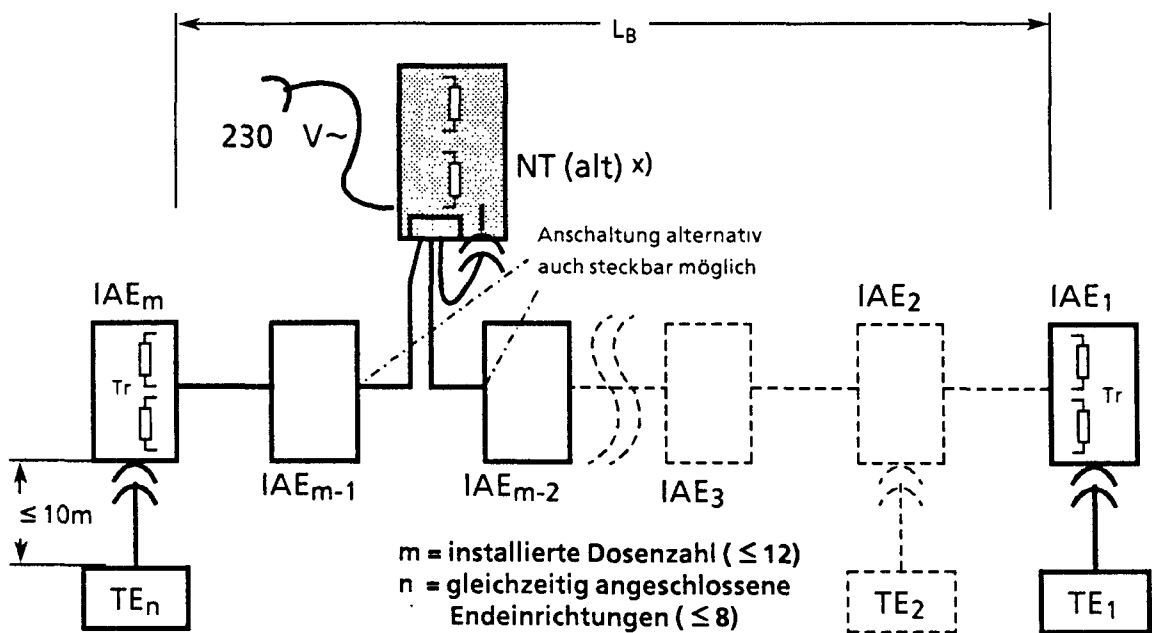 L_B
230 V~
NT (alt) x)
Anschaltung alternativ
auch steckbar möglich
IAE_m
IAE_2
IAE_1
Tr
Tr
IAE_m-1
IAE_m-2
IAE_3
≤ 10m
m = installierte Dosenzahl ( ≤ 12)
n = gleichzeitig angeschlossene
Endeinrichtungen ( ≤ 8)
TE_n
TE_2
TE_1